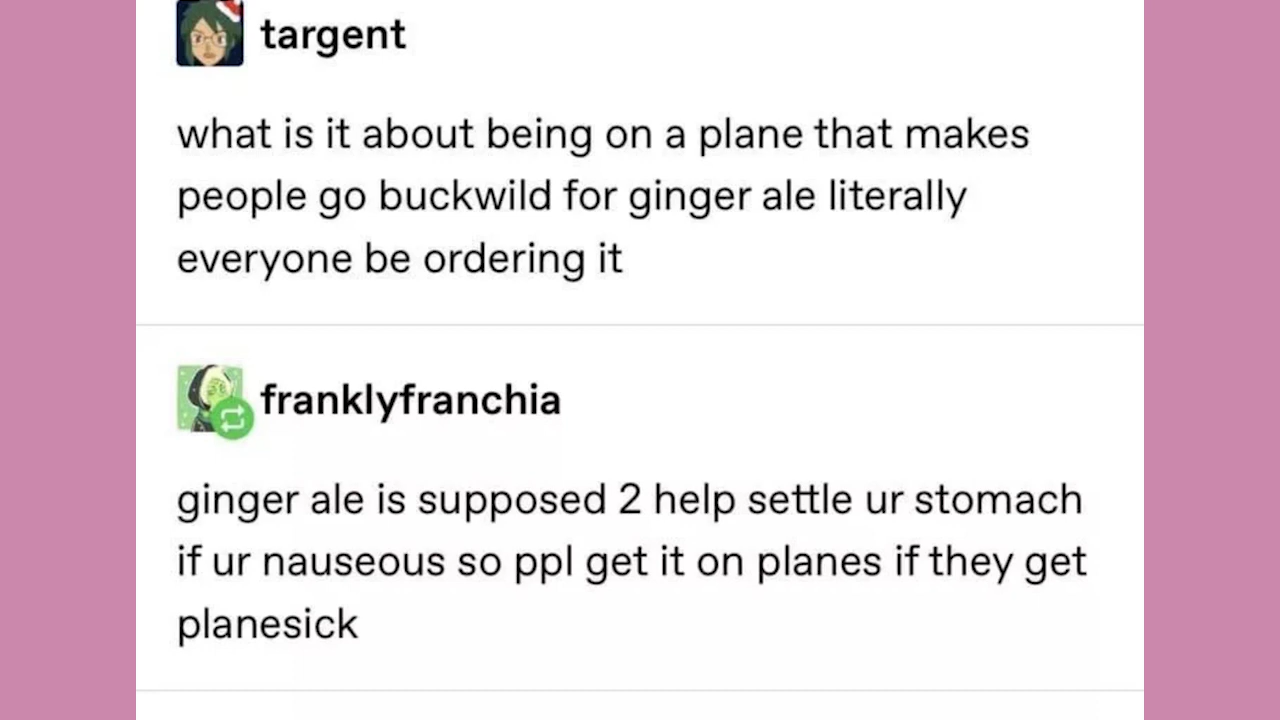 targent
what is it about being on a plane that makes
people go buckwild for ginger ale literally
everyone be ordering it
franklyfranchia
ginger ale is supposed 2 help settle ur stomach
if ur nauseous so ppl get it on planes if they get
planesick